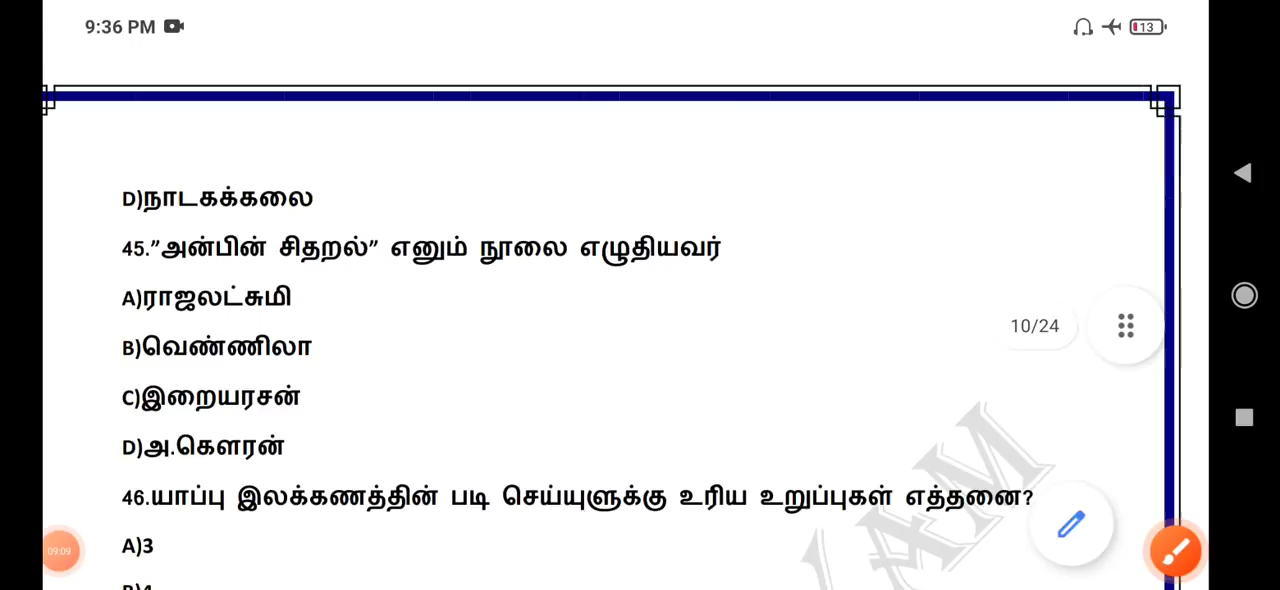 9:36 PM
13
D)நாடகக்கலை
45.”அன்பின் சிதறல்” எனும் நூலை எழுதியவர்
A)ராஜலட்சுமி
B)வெண்ணிலா
10/24
C)இறையரசன்
D)அ.கௌரன்
46.யாப்பு இலக்கணத்தின் படி செய்யுளுக்கு உரிய உறுப்புகள் எத்தனை?
A)3
09:09